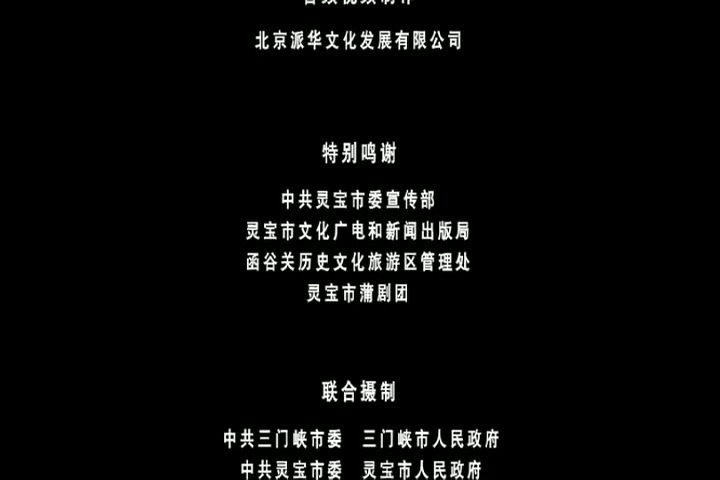 北京派华文化发展有限公司
特别鸣谢
中共灵宝市委宣传部
灵宝市文化广电和新闻出版局
函谷关历史文化旅游区管理处
灵宝市蒲剧团
联合摄制
中共三门峡市委 三门峡市人民政府
中共灵宝市委 灵宝市人民政府